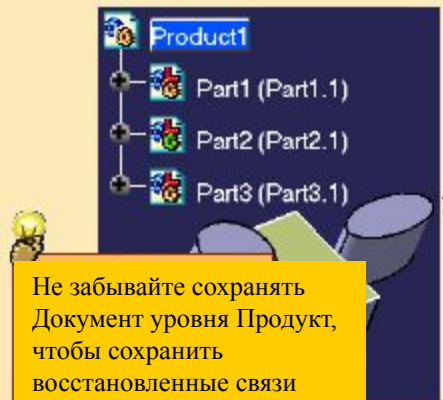 Product1
Part1 (Part1.1)
Part2 (Part2.1)
Part3 (Part3.1)
Не забывайте сохранять
Документ уровня Продукт,
чтобы сохранить
восстановленные связи